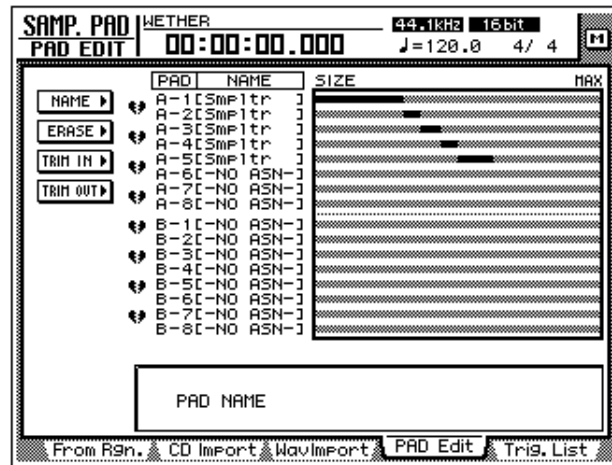 SAMP. PAD WETHER 44.1kHz 16bit
PAD EDIT 00:00:00.000 ♩=120.0 4/ 4 M
PAD NAME SIZE MAX
NAME
ERASE
TRIM IN
TRIM OUT
A-1[Smpltr ]
A-2[Smpltr ]
A-3[Smpltr ]
A-4[Smpltr ]
A-5[Smpltr ]
A-6[-NO ASN-]
A-7[-NO ASN-]
A-8[-NO ASN-]
B-1[-NO ASN-]
B-2[-NO ASN-]
B-3[-NO ASN-]
B-4[-NO ASN-]
B-5[-NO ASN-]
B-6[-NO ASN-]
B-7[-NO ASN-]
B-8[-NO ASN-]
PAD NAME
From Rgn. CD Import WavImport PAD Edit Trig. List